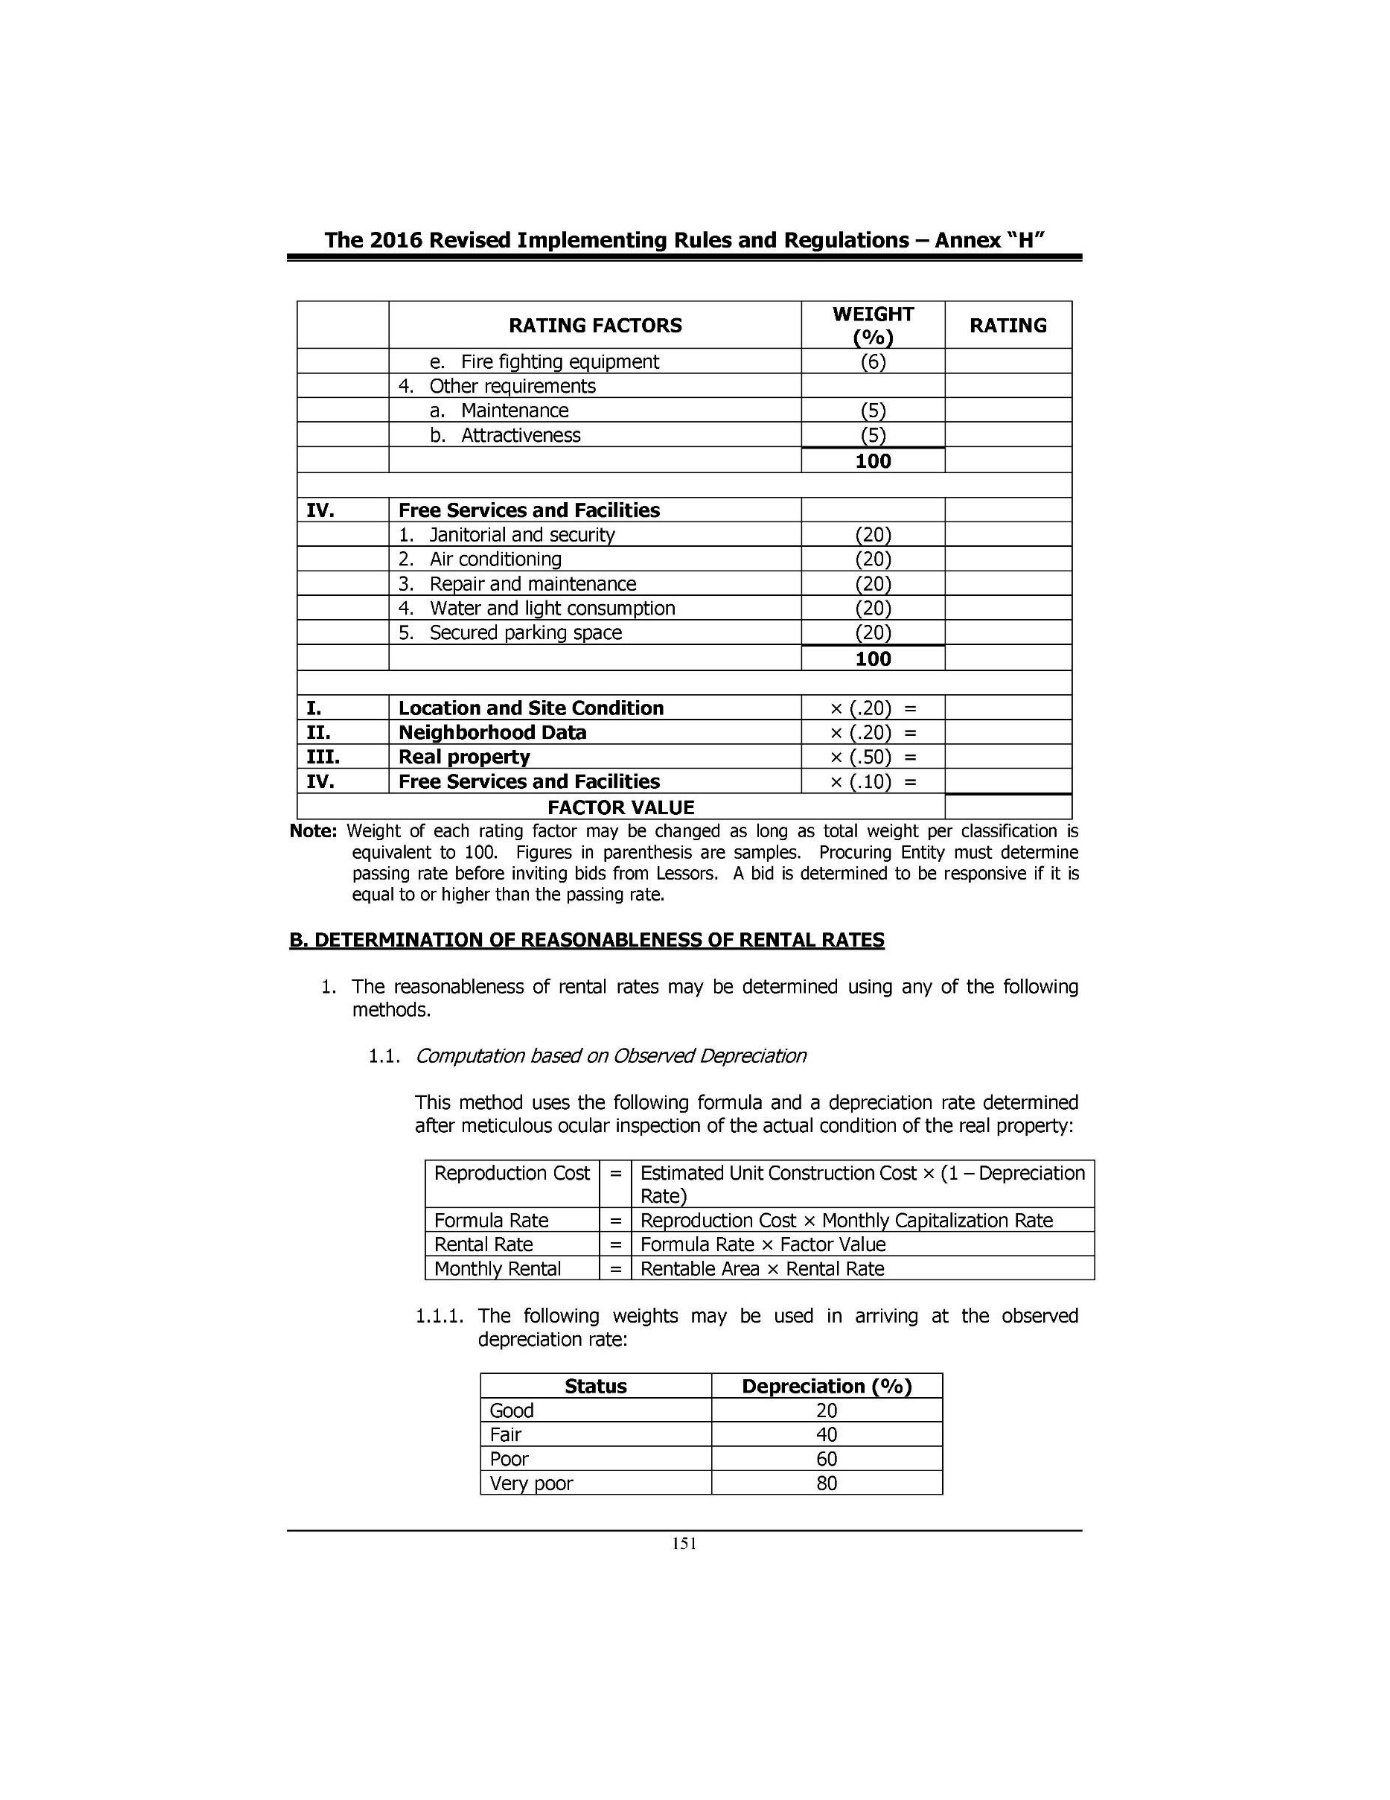 The 2016 Revised Implementing Rules and Regulations – Annex “H”
RATING FACTORS WEIGHT (%) RATING
e. Fire fighting equipment (6)
4. Other requirements
a. Maintenance (5)
b. Attractiveness (5)
100
IV. Free Services and Facilities
1. Janitorial and security (20)
2. Air conditioning (20)
3. Repair and maintenance (20)
4. Water and light consumption (20)
5. Secured parking space (20)
100
I. Location and Site Condition × (.20) =
II. Neighborhood Data × (.20) =
III. Real property × (.50) =
IV. Free Services and Facilities × (.10) =
FACTOR VALUE
Note: Weight of each rating factor may be changed as long as total weight per classification is
equivalent to 100. Figures in parenthesis are samples. Procuring Entity must determine
passing rate before inviting bids from Lessors. A bid is determined to be responsive if it is
equal to or higher than the passing rate.
B. DETERMINATION OF REASONABLENESS OF RENTAL RATES
1. The reasonableness of rental rates may be determined using any of the following
methods.
1.1. Computation based on Observed Depreciation
This method uses the following formula and a depreciation rate determined
after meticulous ocular inspection of the actual condition of the real property:
Reproduction Cost = Estimated Unit Construction Cost × (1 – Depreciation
Rate)
Formula Rate = Reproduction Cost × Monthly Capitalization Rate
Rental Rate = Formula Rate × Factor Value
Monthly Rental = Rentable Area × Rental Rate
1.1.1. The following weights may be used in arriving at the observed
depreciation rate:
Status Depreciation (%)
Good 20
Fair 40
Poor 60
Very poor 80
151